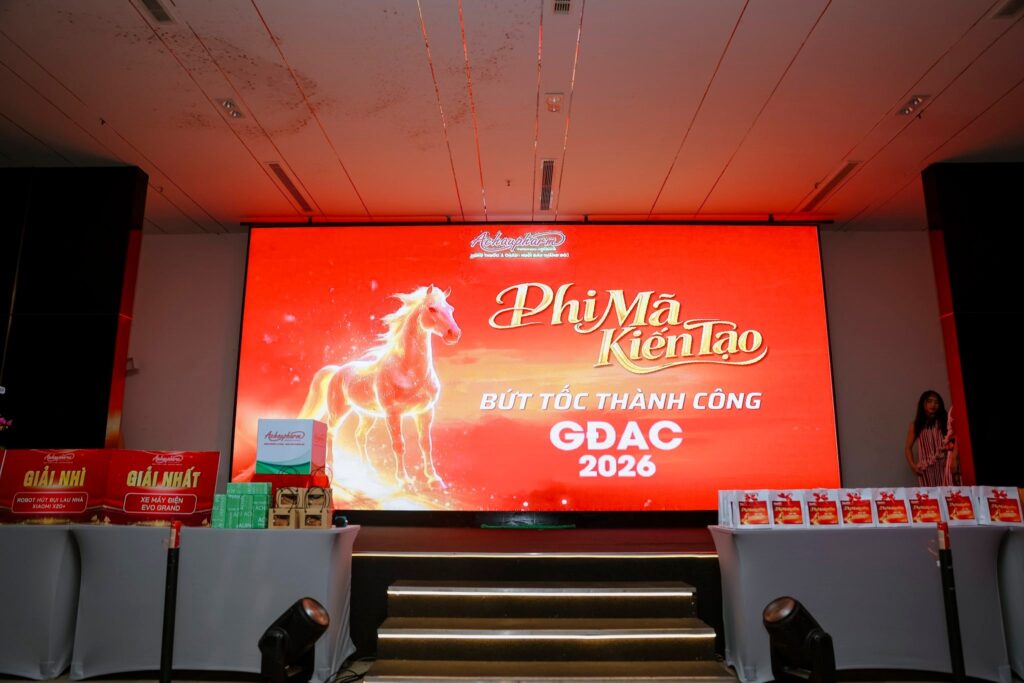 Achaupharm
Phi Mã
Kiến Tạo
BỨT TỐC THÀNH CÔNG
GĐAC
2026
Achaupharm
GIẢI NHÌ
ROBOT HÚT BỤI LAU NHÀ
XIAOMI X20+
Achaupharm
GIẢI NHẤT
XE MÁY ĐIỆN
EVO GRAND